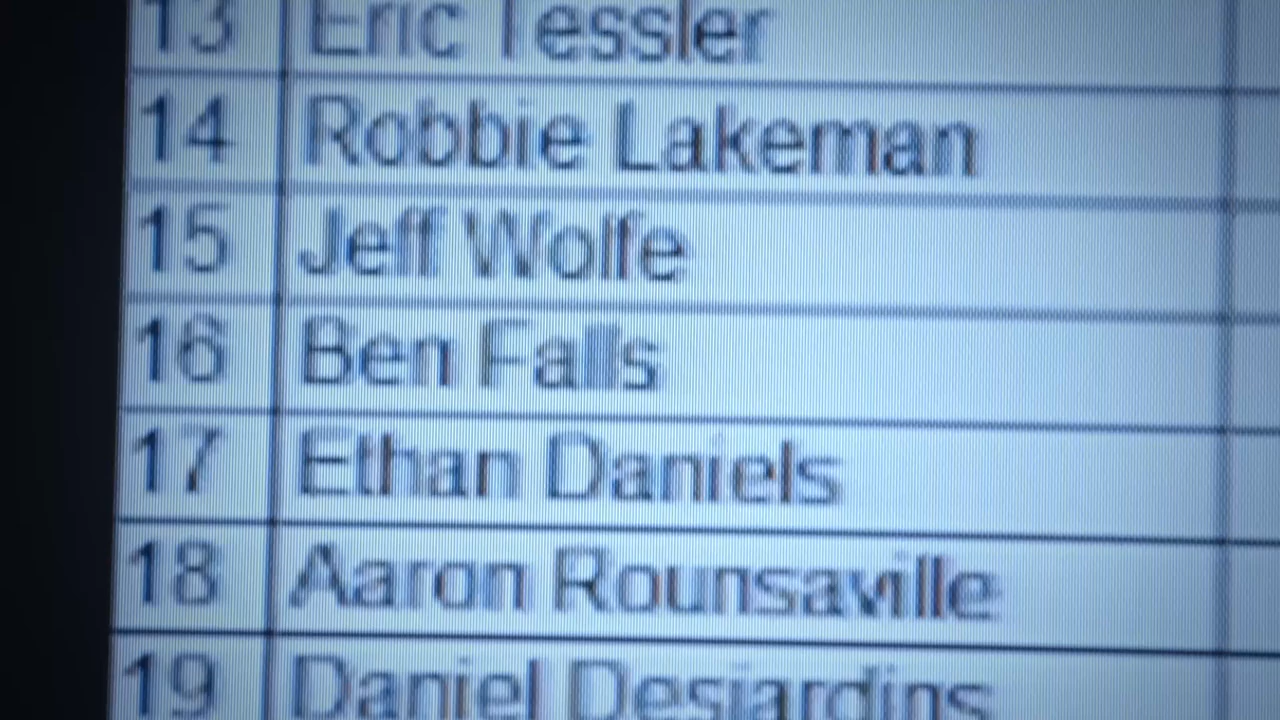 13 Eric Tessler
14 Robbie Lakeman
15 Jeff Wolfe
16 Ben Falls
17 Ethan Daniels
18 Aaron Rounsaville
19 Daniel Desjardins